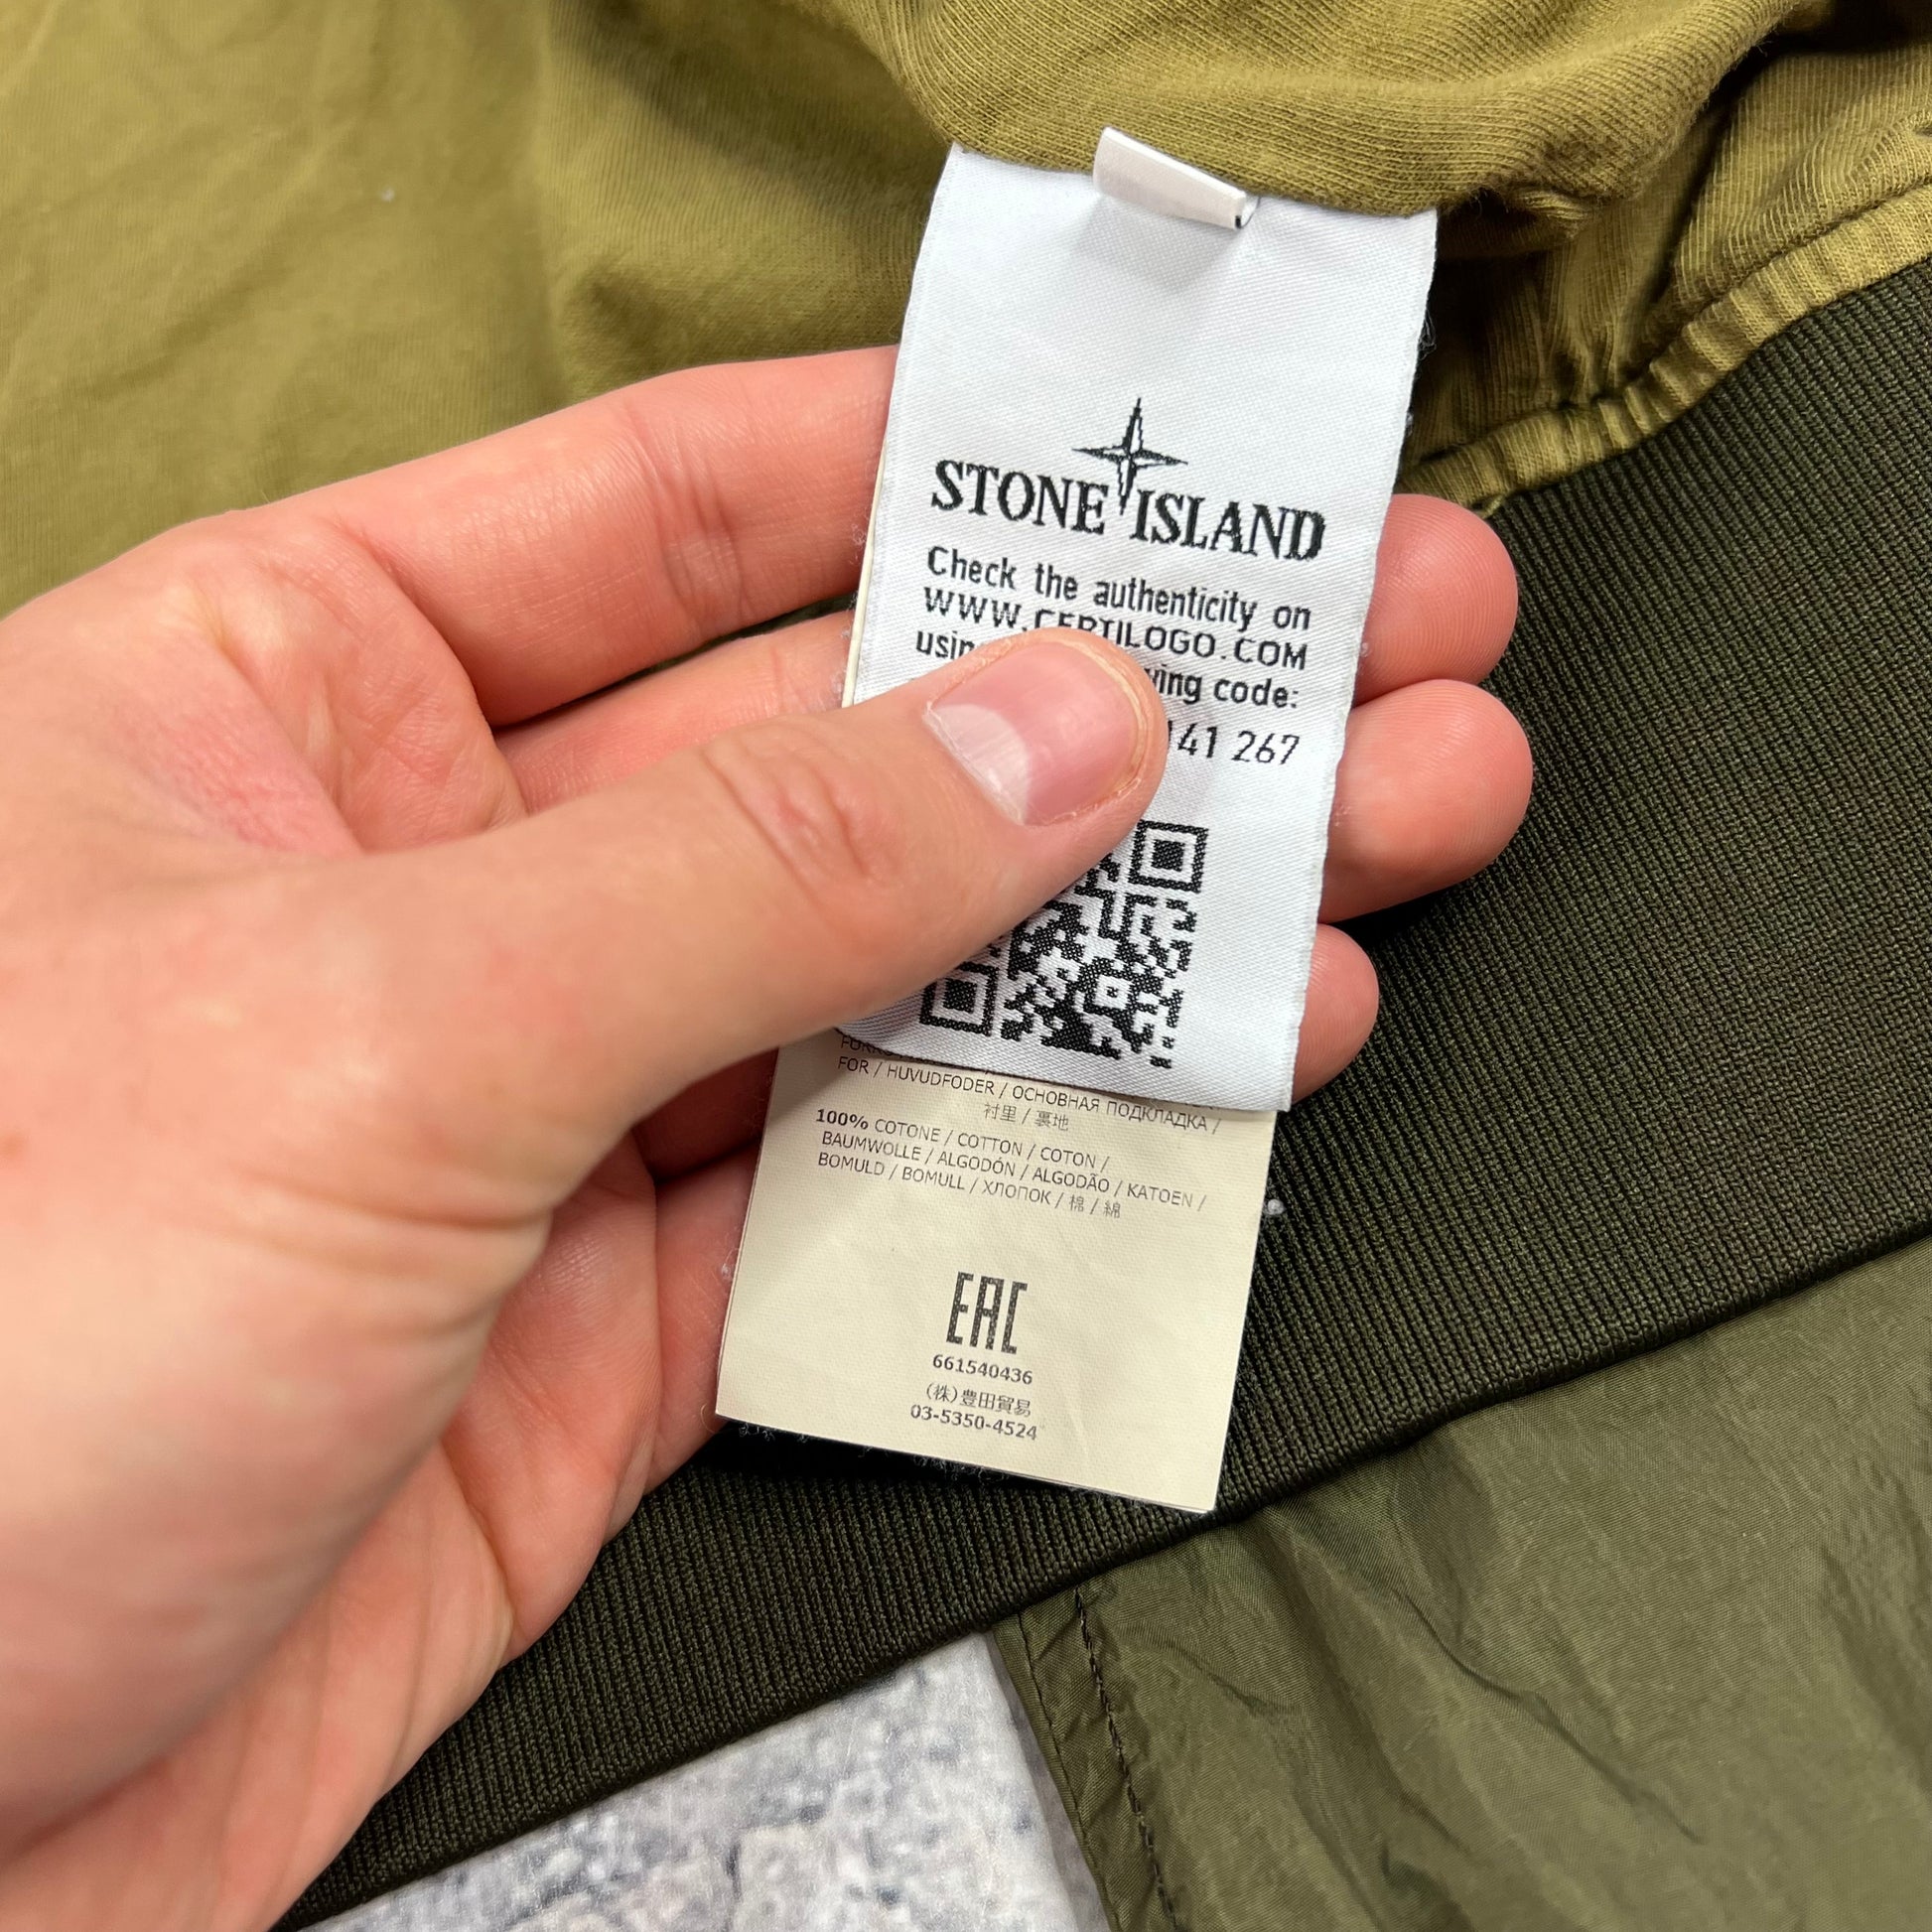 STONE ISLAND
Check the authenticity on
WWW.CERTILOGO.COM
code:
141 267
FOR / HUVUDFODER / ОСНОВНАЯ ПОДКЛАДКА /
衬里 / 裏地
100% COTONE / COTTON / COTON /
BAUMWOLLE / ALGODÓN / ALGODÃO / KATOEN /
BOMULD / BOMULL / ХЛОПОК / 棉 / 綿
EAC
661540436
(株)豊田貿易
03-5350-4524